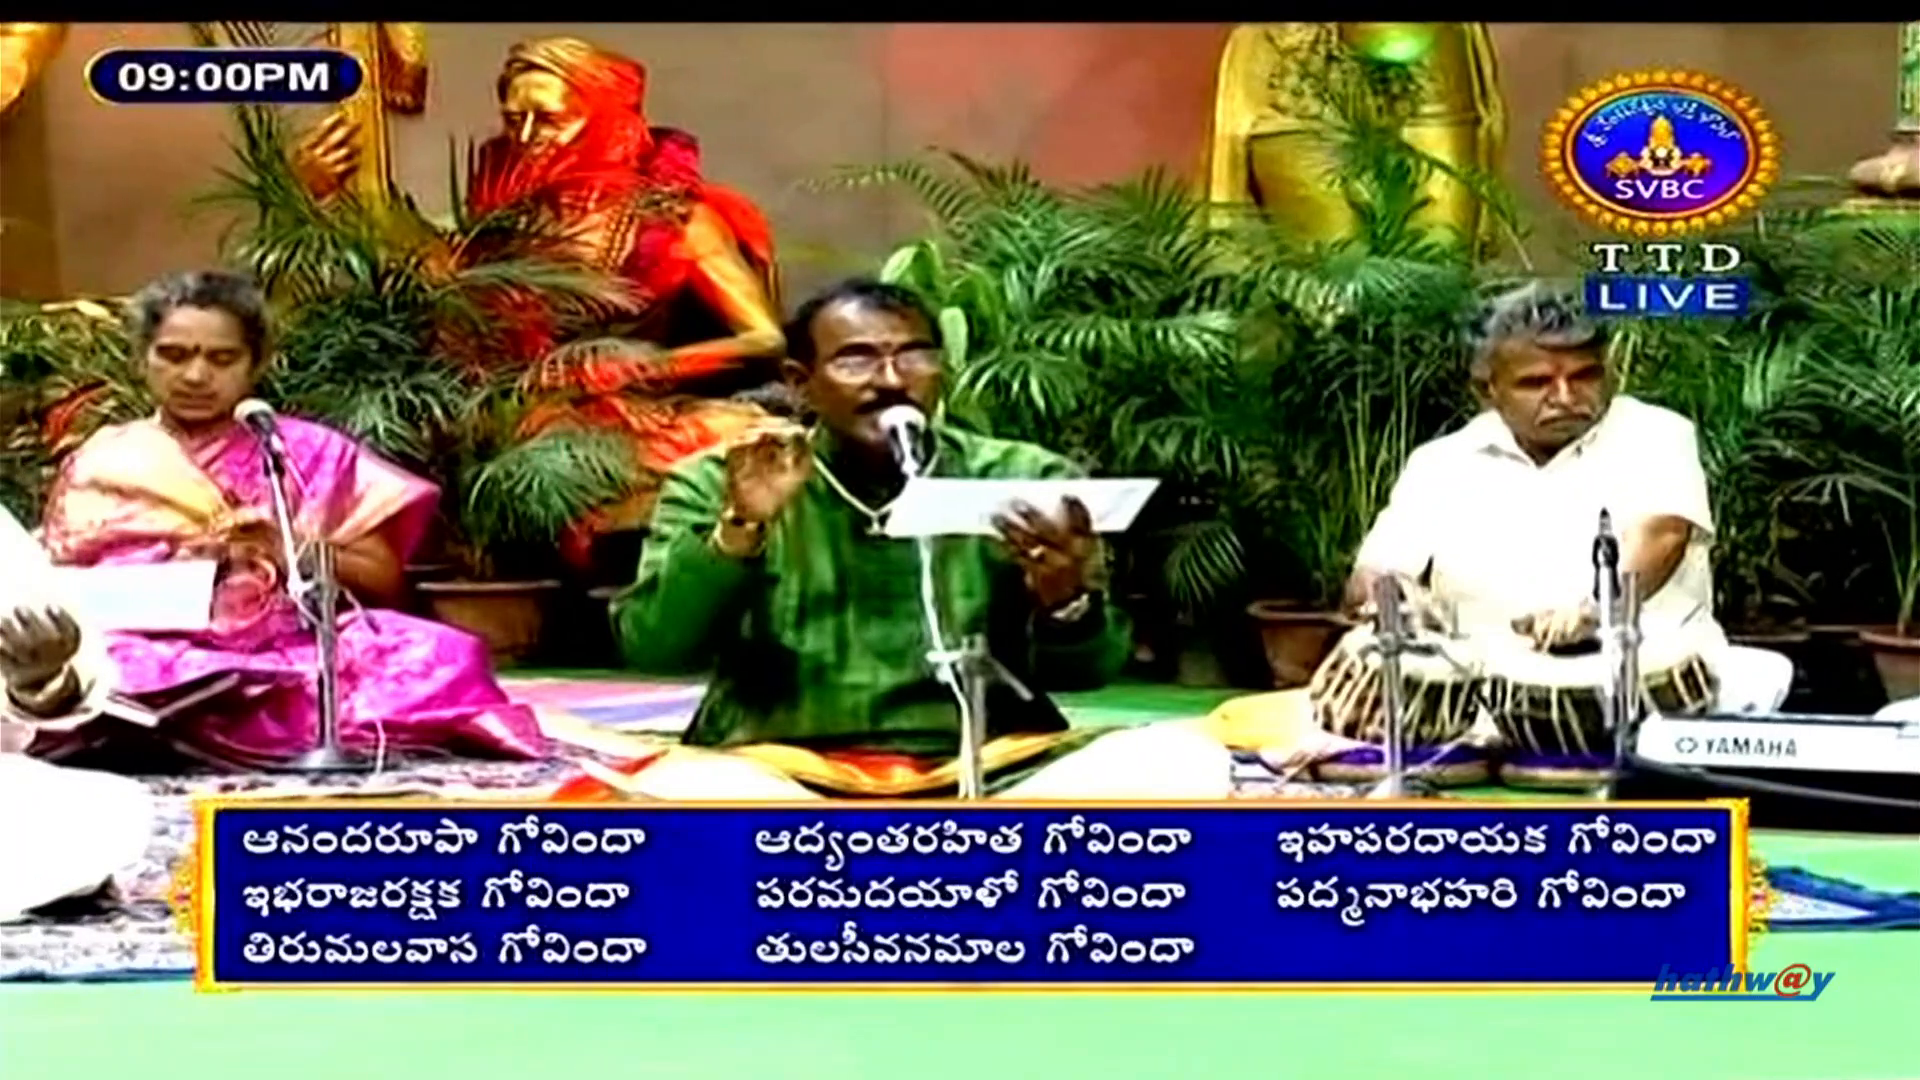 09:00PM
SVBC
TTD
LIVE
YAMAHA
ఆనందరూపా గోవిందా ఆద్యంతరహిత గోవిందా ఇహపరదాయక గోవిందా
ఇభరాజరక్షక గోవిందా పరమదయాళో గోవిందా పద్మనాభహరి గోవిందా
తిరుమలవాస గోవిందా తులసీవనమాల గోవిందా
hathw@y